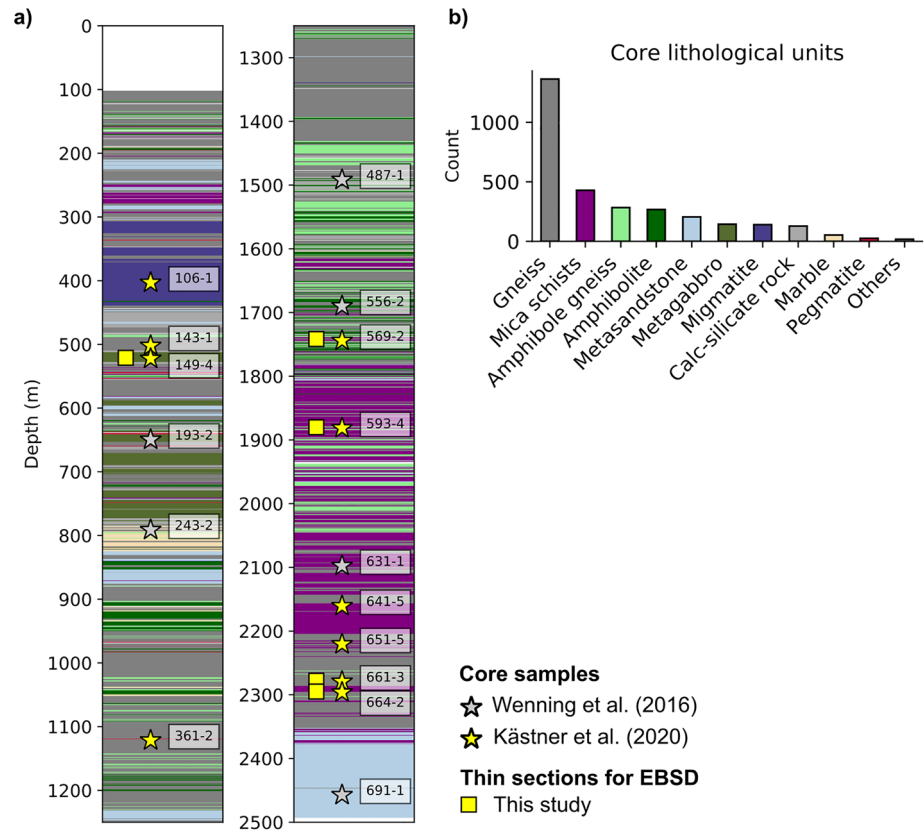 a)
Depth (m)
0
100
200
300
400
500
600
700
800
900
1000
1100
1200
106-1
143-1
149-4
193-2
243-2
361-2
1300
1400
1500
1600
1700
1800
1900
2000
2100
2200
2300
2400
2500
487-1
556-2
569-2
593-4
631-1
641-5
651-5
661-3
664-2
691-1
b)
Core lithological units
Count
1000
500
0
Gneiss
Mica schists
Amphibole gneiss
Amphibolite
Metasandstone
Metagabbro
Migmatite
Calc-silicate rock
Marble
Pegmatite
Others
Core samples
Wenning et al. (2016)
Kästner et al. (2020)
Thin sections for EBSD
This study